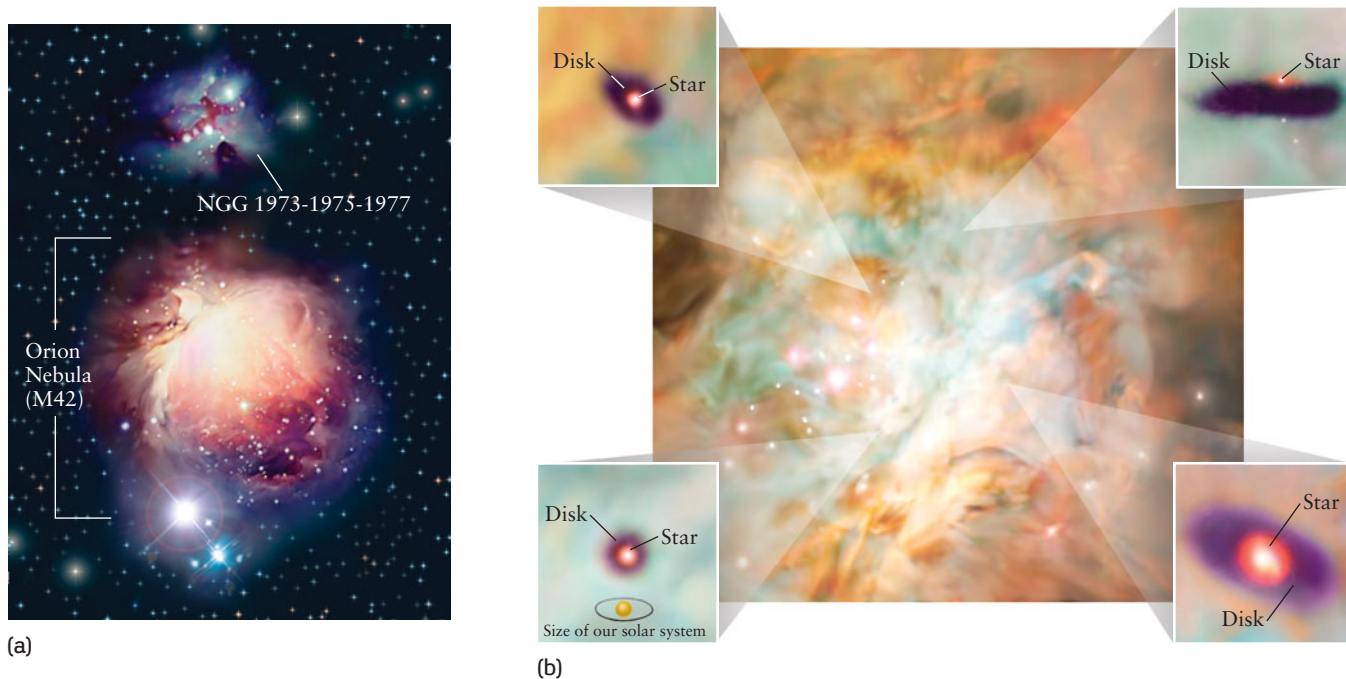 NGG 1973-1975-1977
Orion
Nebula
(M42)
(a)
Disk
Star
Disk
Star
Disk
Star
Size of our solar system
Star
Disk
(b)